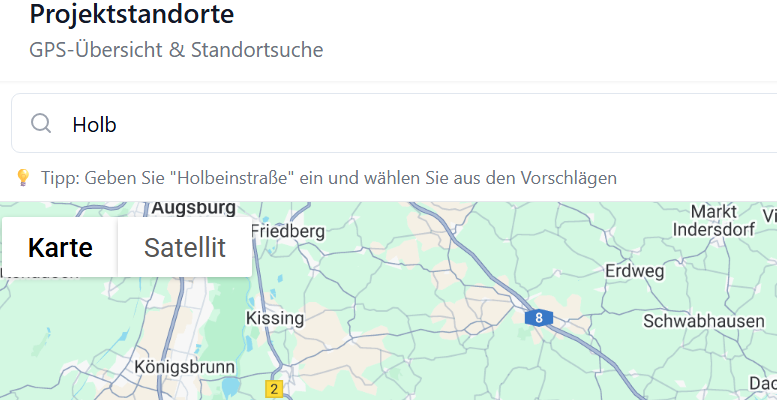 Projektstandorte
GPS-Übersicht & Standortsuche
Holb
💡 Tipp: Geben Sie "Holbeinstraße" ein und wählen Sie aus den Vorschlägen
Augsburg
Markt
Indersdorf
Friedberg
Karte
Satellit
Erdweg
Kissing
8
Schwabhausen
Königsbrunn
2